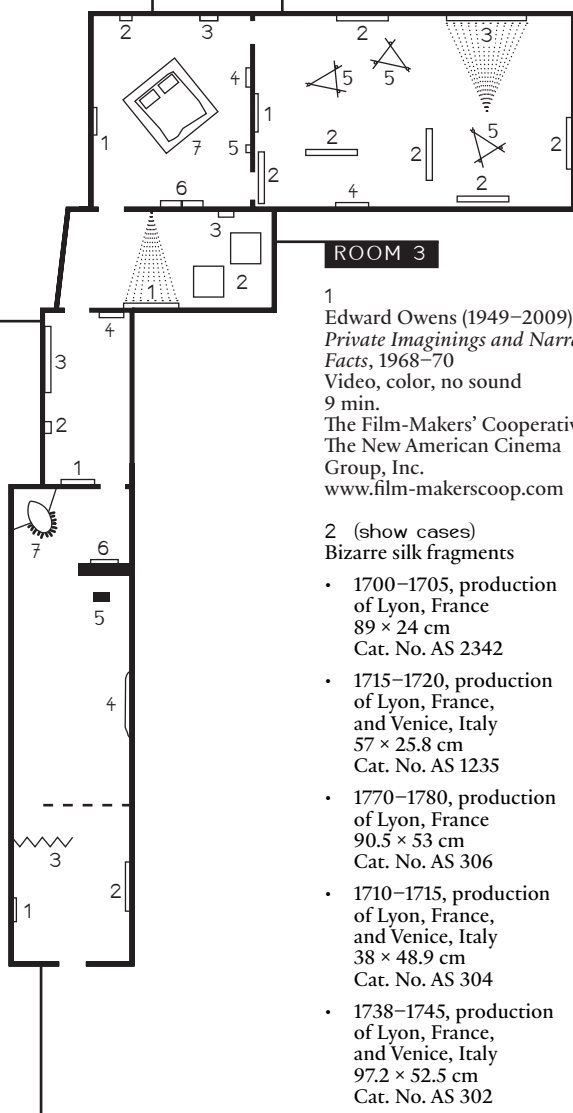 2 3 2 3
4 5 5
1 1 5
7 5 2 2 2
6 2 4 2
3
1 2
ROOM 3
4
3
2
1
7 6
5
4
3
1 2
1
Edward Owens (1949–2009)
Private Imaginings and Narra
Facts, 1968–70
Video, color, no sound
9 min.
The Film-Makers’ Cooperativ
The New American Cinema
Group, Inc.
www.film-makerscoop.com
2 (show cases)
Bizarre silk fragments
• 1700–1705, production
of Lyon, France
89 × 24 cm
Cat. No. AS 2342
• 1715–1720, production
of Lyon, France,
and Venice, Italy
57 × 25.8 cm
Cat. No. AS 1235
• 1770–1780, production
of Lyon, France
90.5 × 53 cm
Cat. No. AS 306
• 1710–1715, production
of Lyon, France,
and Venice, Italy
38 × 48.9 cm
Cat. No. AS 304
• 1738–1745, production
of Lyon, France,
and Venice, Italy
97.2 × 52.5 cm
Cat. No. AS 302